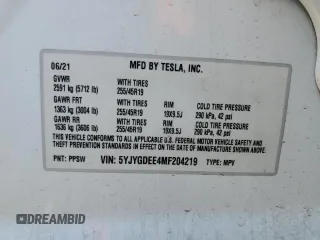 06/21 MFD BY TESLA, INC.
GVWR WITH TIRES
2591 kg (5712 lb) 255/45R19
GAWR FRT WITH TIRES RIM COLD TIRE PRESSURE
1363 kg (3004 lb) 255/45R19 19X9.5J 290 kPa, 42 psi
GAWR RR WITH TIRES RIM COLD TIRE PRESSURE
1636 kg (3606 lb) 255/45R19 19X9.5J 290 kPa, 42 psi
THIS VEHICLE CONFORMS TO ALL APPLICABLE U.S. FEDERAL MOTOR VEHICLE SAFETY
AND THEFT PREVENTION STANDARDS IN EFFECT ON THE DATE OF MANUFACTURE SHOWN ABOVE.
PNT: PPSW VIN: 5YJYGDEE4MF204219 TYPE: MPV
DREAMBID